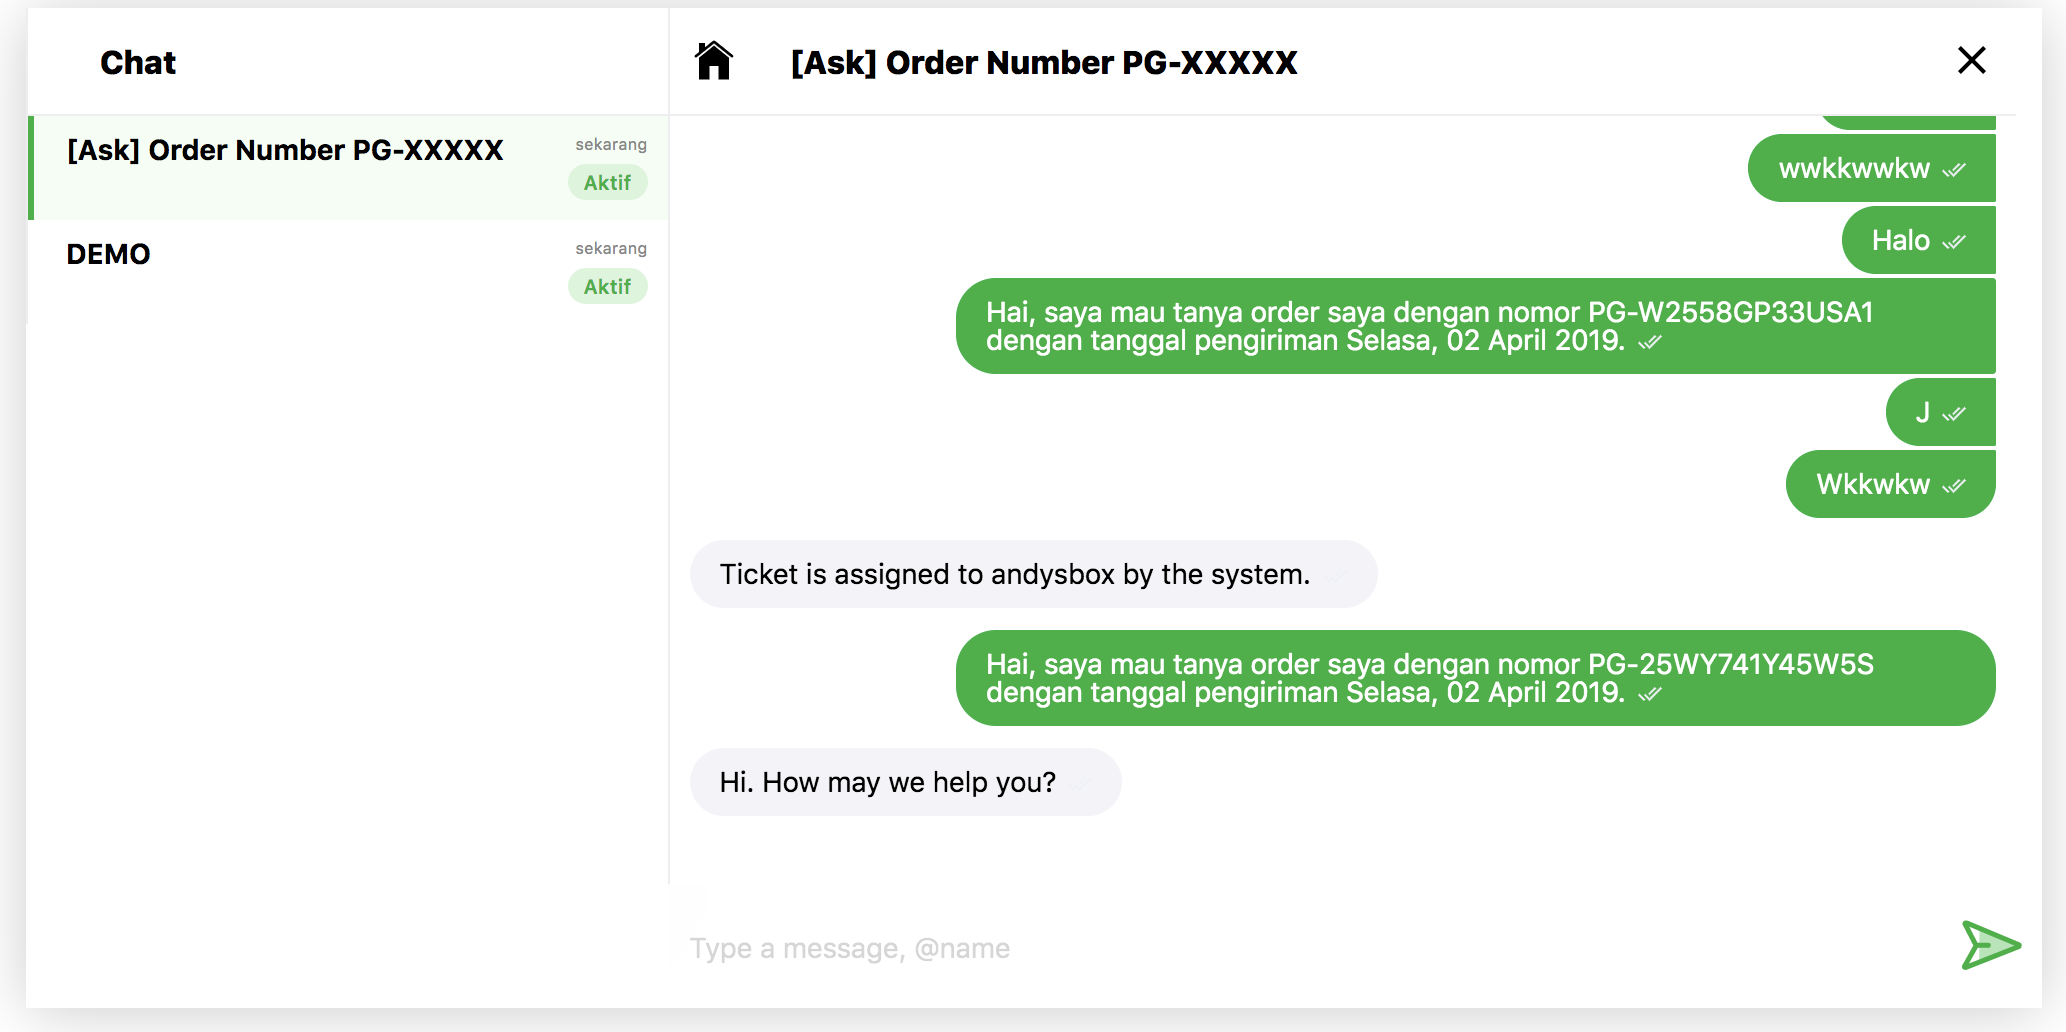 Chat
[Ask] Order Number PG-XXXXX
[Ask] Order Number PG-XXXXX
sekarang
Aktif
DEMO
sekarang
Aktif
wwkkwwkw
Halo
Hai, saya mau tanya order saya dengan nomor PG-W2558GP33USA1
dengan tanggal pengiriman Selasa, 02 April 2019.
J
Wkkwkw
Ticket is assigned to andysbox by the system.
Hai, saya mau tanya order saya dengan nomor PG-25WY741Y45W5S
dengan tanggal pengiriman Selasa, 02 April 2019.
Hi. How may we help you?
Type a message, @name